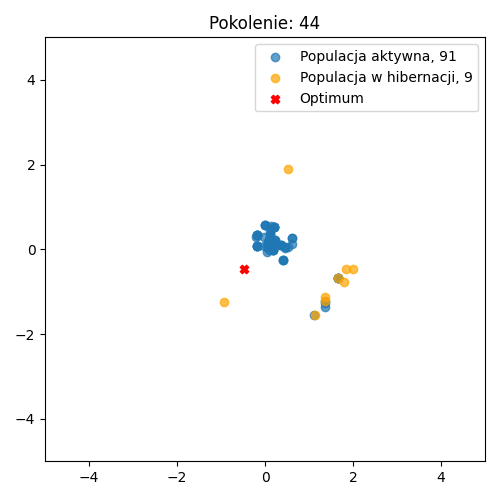 Pokolenie: 44
Populacja aktywna, 91
Populacja w hibernacji, 9
Optimum
4
2
0
−2
−4
−4 −2 0 2 4